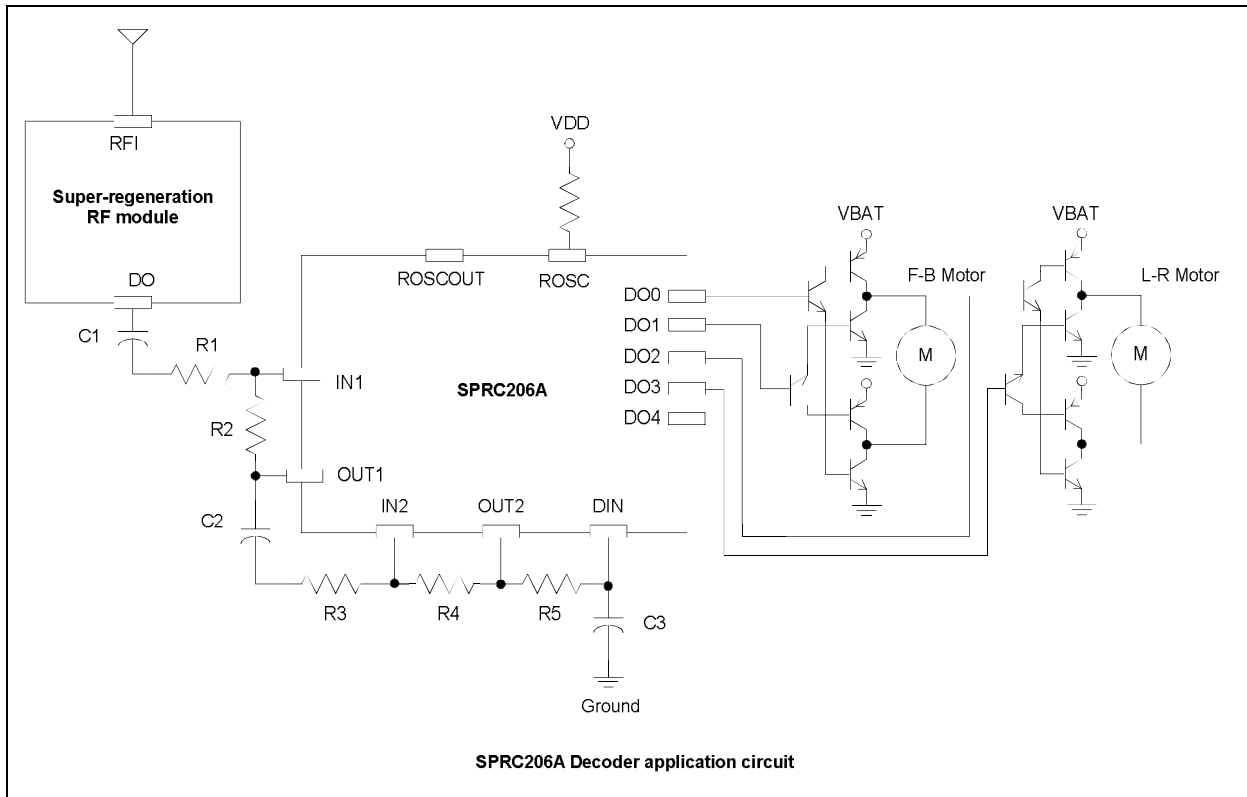 RFI
Super-regeneration
RF module
DO
C1
R1
R2
IN1
OUT1
C2
R3
R4
R5
IN2
OUT2
DIN
C3
Ground
VDD
ROSCOUT
ROSC
SPRC206A
DO0
DO1
DO2
DO3
DO4
VBAT
F-B Motor
M
VBAT
L-R Motor
M
SPRC206A Decoder application circuit